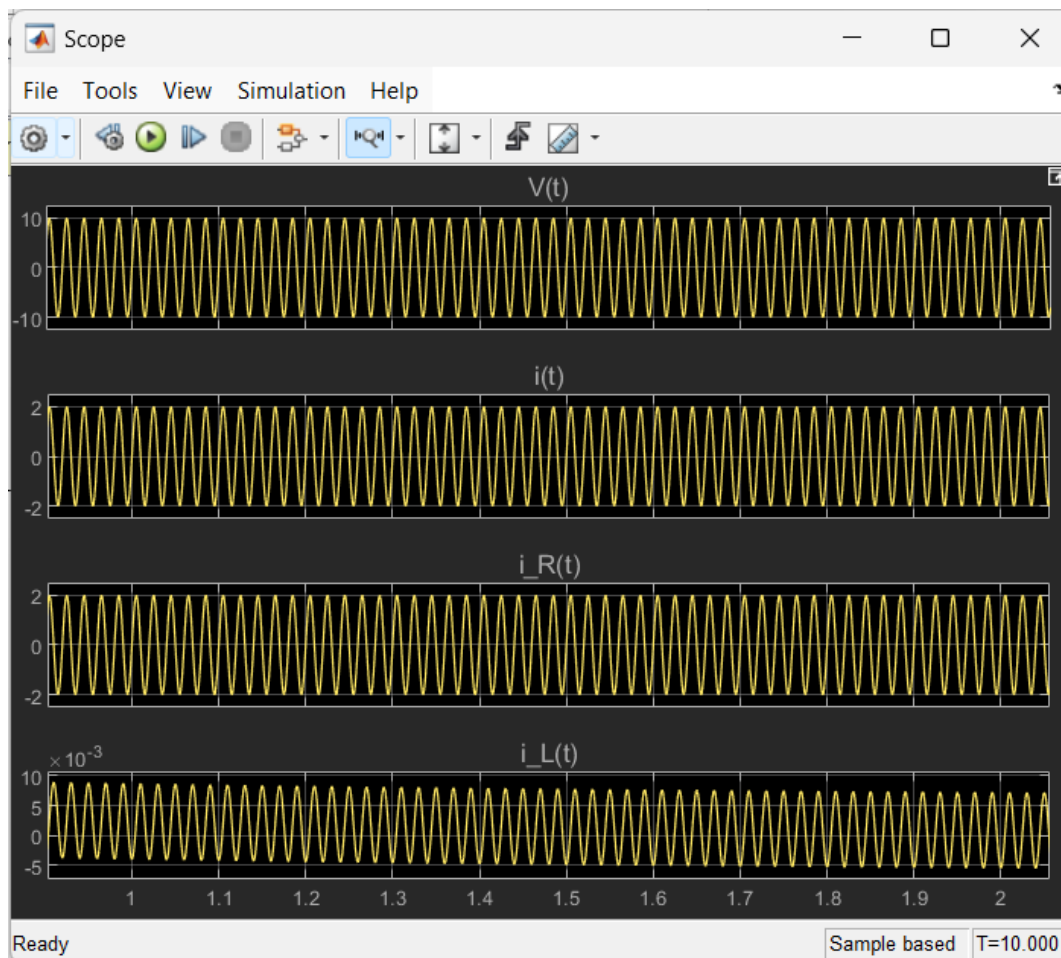 Scope
File Tools View Simulation Help
V(t)
10
0
-10
i(t)
2
0
-2
i_R(t)
2
0
-2
i_L(t)
×10⁻³
10
5
0
-5
1 1.1 1.2 1.3 1.4 1.5 1.6 1.7 1.8 1.9 2
Ready Sample based T=10.000